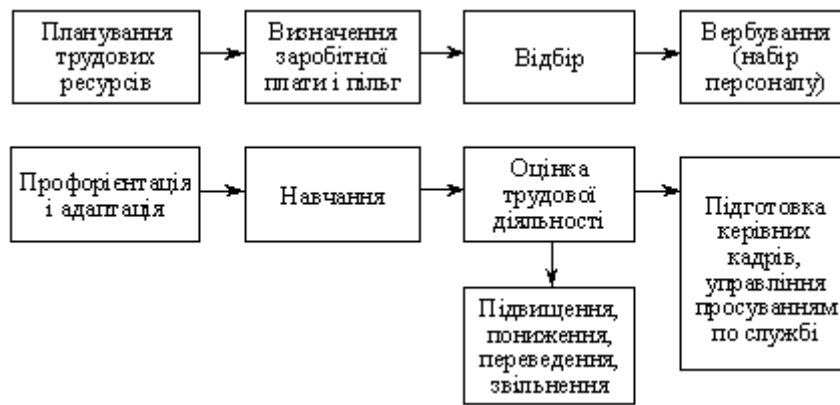 Планування
трудових
ресурсів
Визначення
заробітної
плати і пільг
Відбір
Вербування
(набір
персоналу)
Профорієнтація
і адаптація
Навчання
Оцінка
трудової
діяльності
Підготовка
керівних
кадрів,
управління
просуванням
по службі
Підвищення,
пониження,
переведення,
звільнення